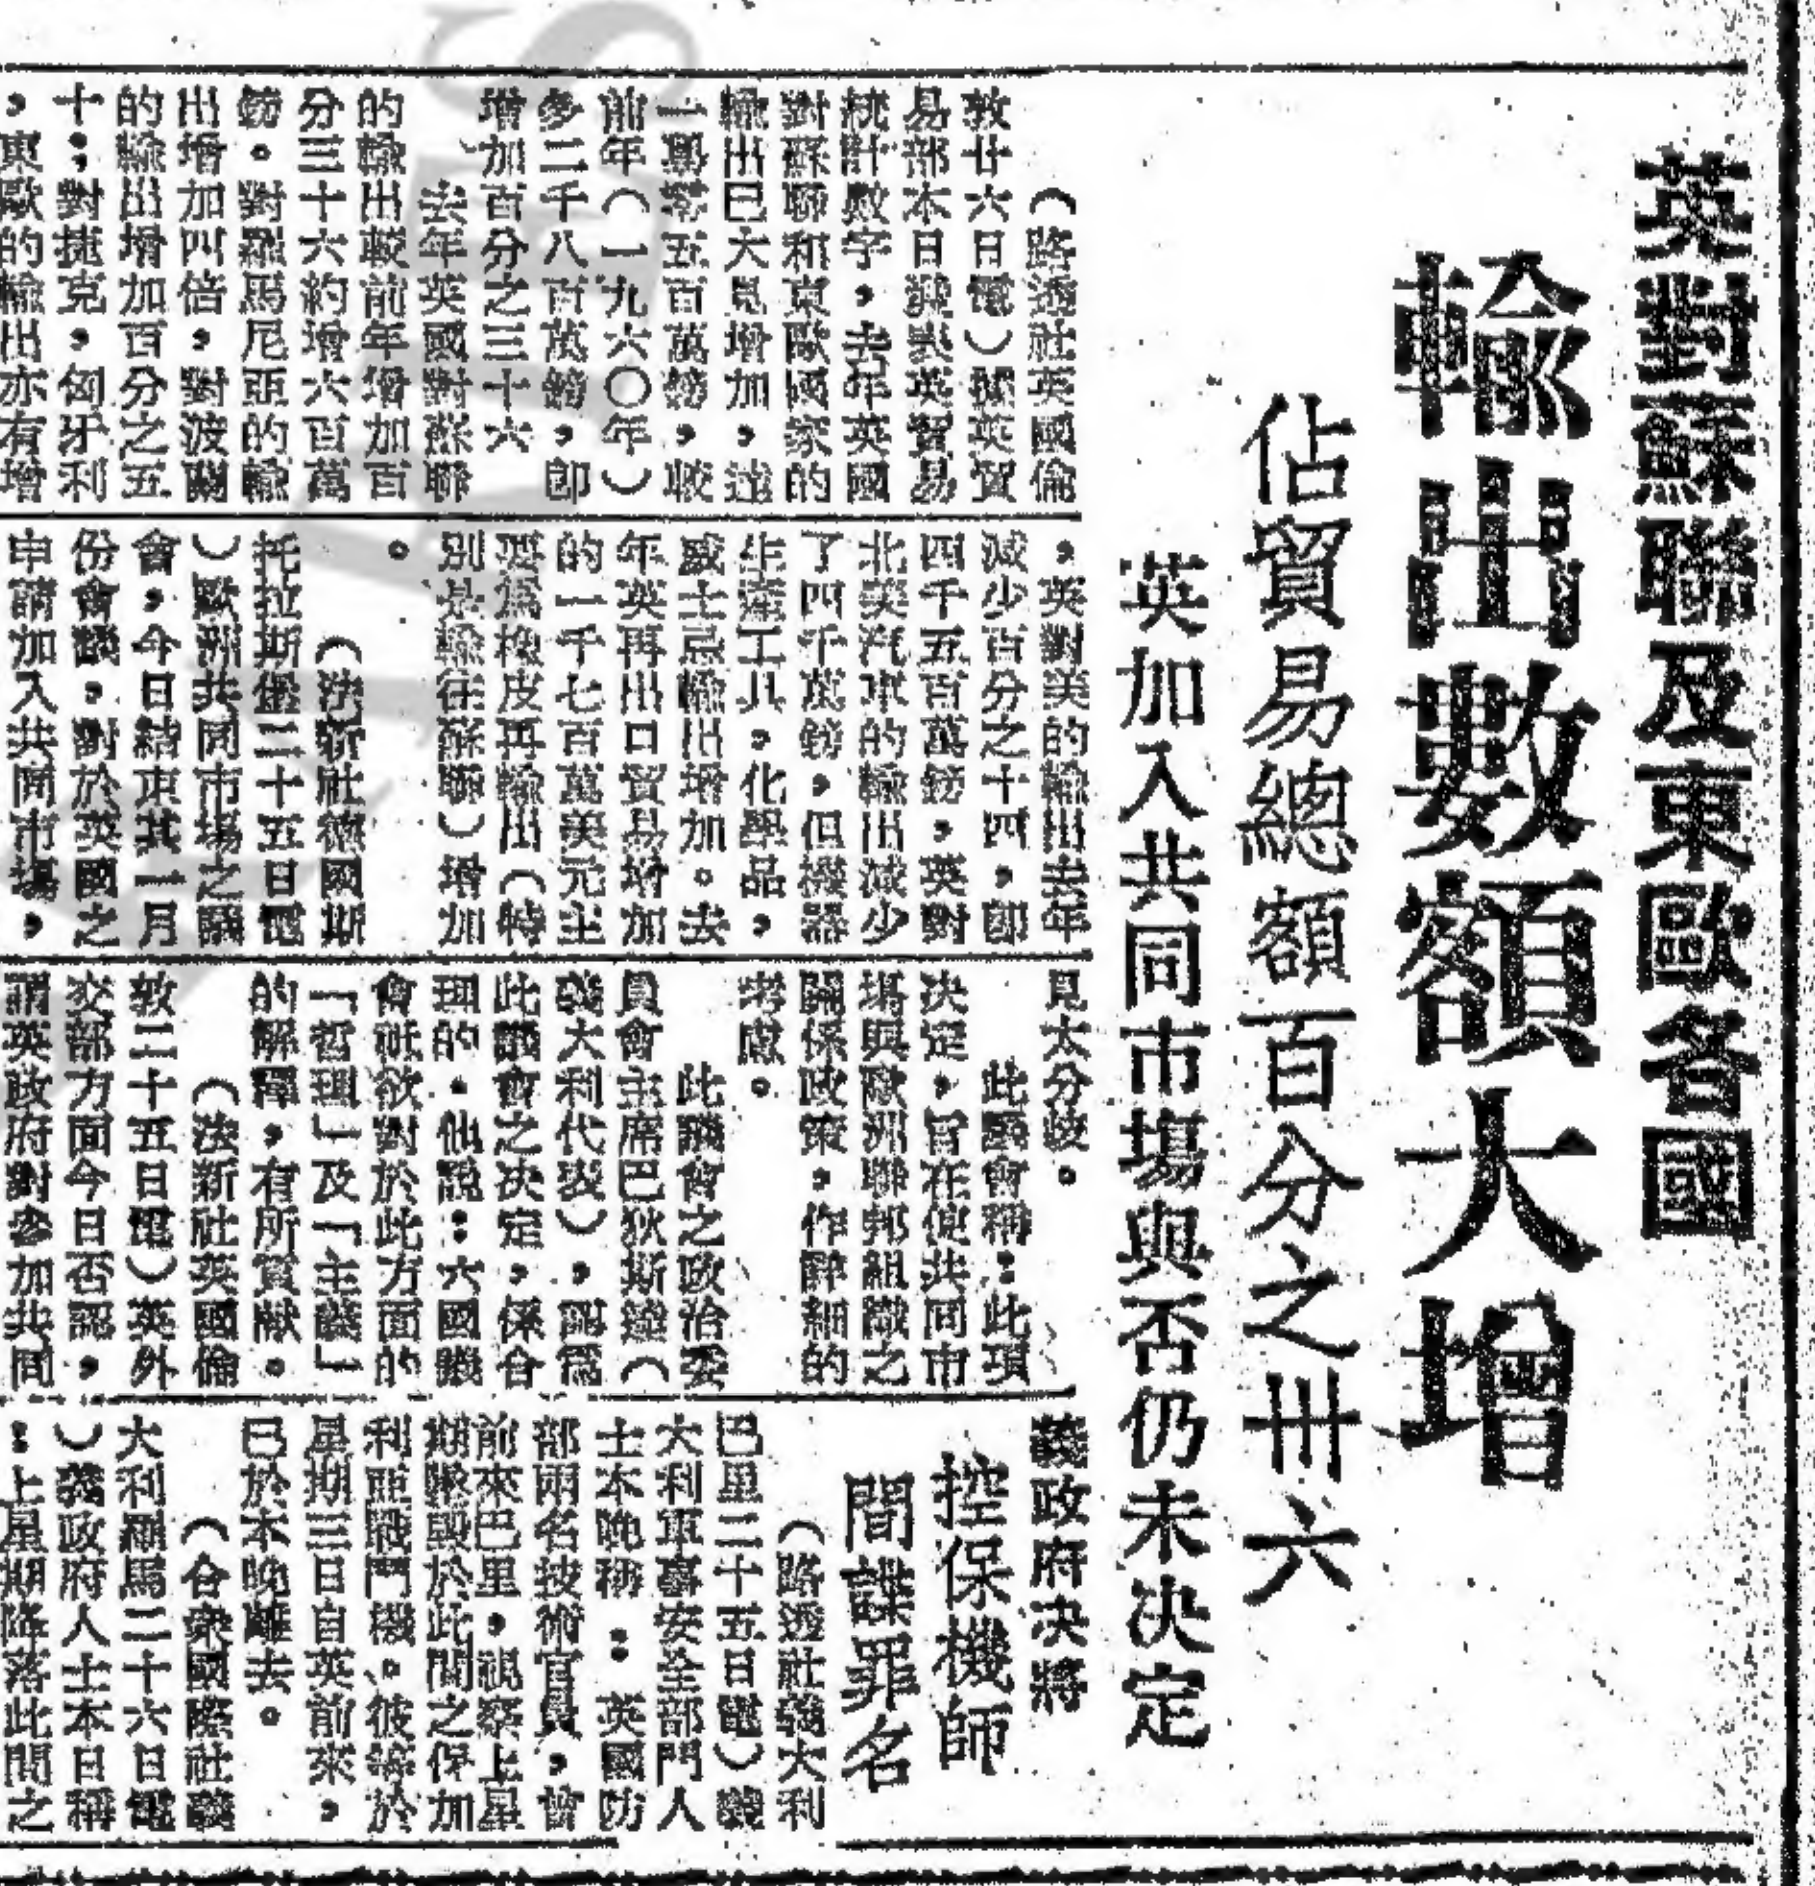 英對蘇聯及東歐各國
輸出數額大增
佔貿易總額百分之卅六
英加入共同市場與否仍未決定
（路透社英國倫
敦廿六日電）據英貿
易部本日發表英貿易
統計數字，去年英國
對蘇聯和東歐國家的
輸出巳大見增加，達
一萬零五百萬鎊，較
前年（一九六〇年）
多二千八百萬鎊，卽
增加百分之三十六
去年英國對蘇聯
的輸出較前年增加百
分三十六約增六百萬
鎊。對羅馬尼亞的輸
出增加四倍，對波蘭
的輸出增加百分之五
十；對捷克，匈牙利
，東歐的輸出亦有增
，英對美的輸出去年
減少百分之十四，卽
四千五百萬鎊，英對
北美汽車的輸出減少
了四千萬鎊，但機器
生產工具，化學品，
威士忌輸出增加。去
年英再出口貿易增加
的一千七百萬美元主
要爲橡皮再輸出（特
別是輸往蘇聯）增加
。
（法新社德國斯
托拉斯堡二十五日電
）歐洲共同市場之議
會，今日結束其一月
份會議，對於英國之
申請加入共同市場，
見太分歧。
此議會稱：此項
決定，旨在使共同市
場與歐洲聯邦組織之
關係政策，作詳細的
考慮。
此議會之政治委
員會主席巴狄斯達（
義大利代表），認爲
此議會之決定，係合
理的，他說：六國議
會祇欲對於此方面的
「哲理」及「主義」
的解釋，有所貢獻。
（法新社英國倫
敦二十五日電）英外
交部方面今日否認，
謂英政府對參加共同
義政府決將
控保機師
間諜罪名
（路透社義大利
巴里二十五日電）義
大利軍事安全部門人
士本晚稱：英國防
部兩名技術官員，曾
前來巴里，視察上星
期墜毀於此間之保加
利亞戰鬥機。彼等於
星期三日自英前來，
巳於本晚離去。
（合衆國際社義
大利羅馬二十六日電
）義政府人士本日稱
：上星期降落此間之